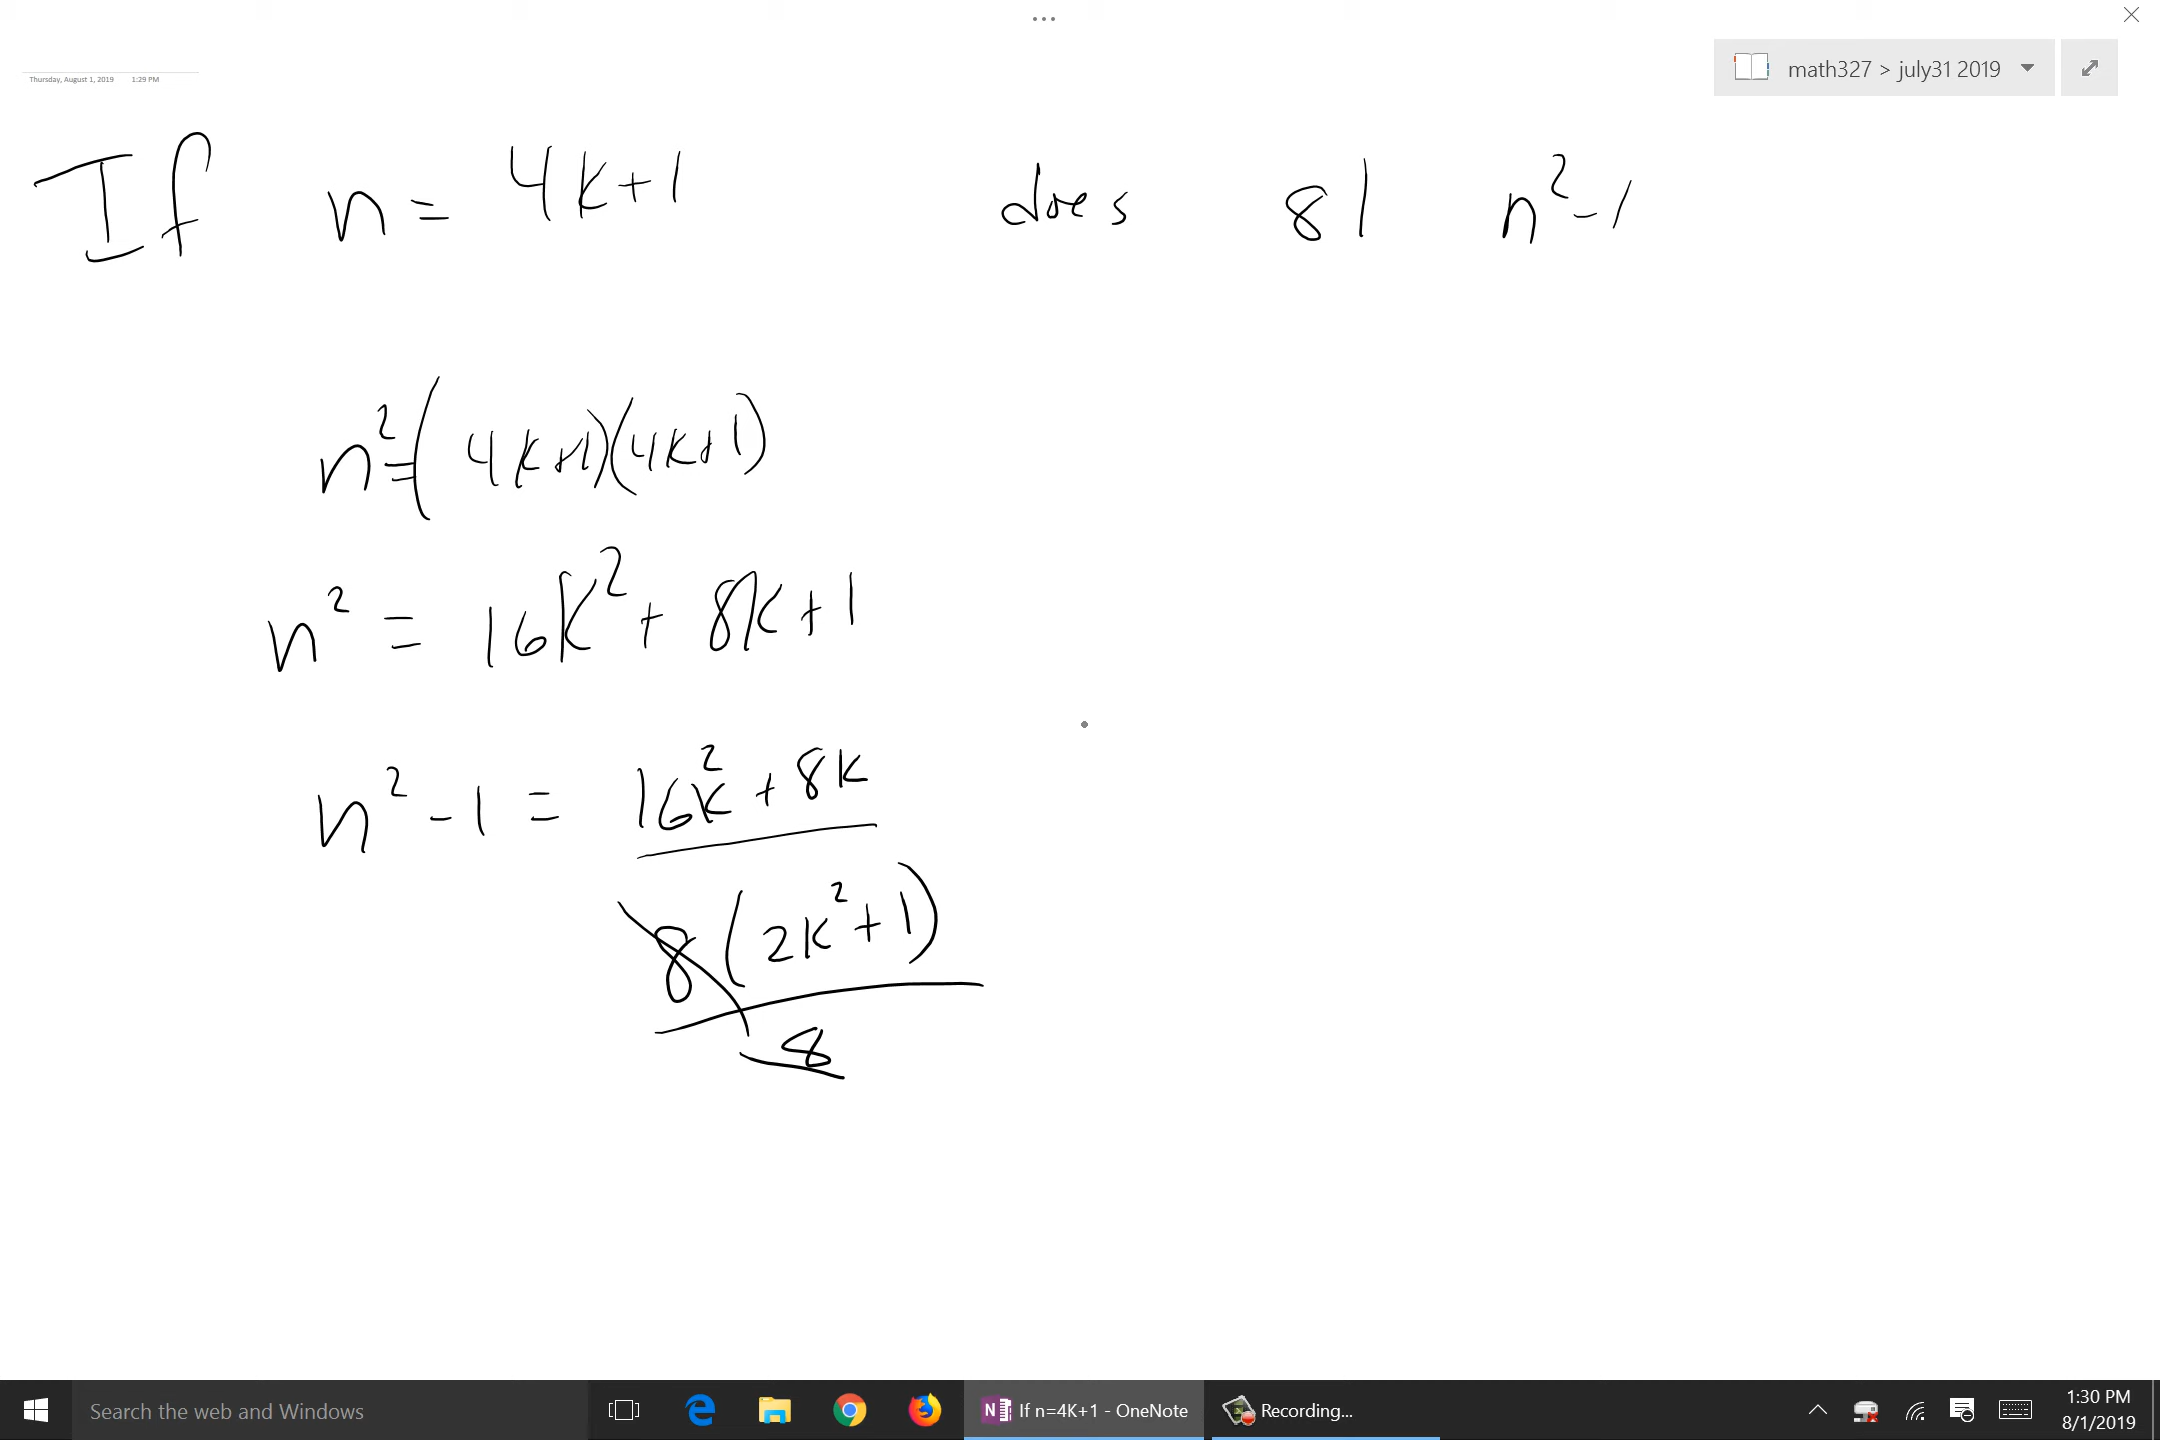 ...
math327 > july31 2019
Thursday, August 1, 2019 1:29 PM
If n = 4k+1 does 8| n²-1
n²=(4k+1)(4k+1)
n² = 16k²+ 8k+1
n²-1 = 16k²+8k
8(2k²+1)
8
Search the web and Windows
If n=4K+1 - OneNote
Recording...
1:30 PM
8/1/2019